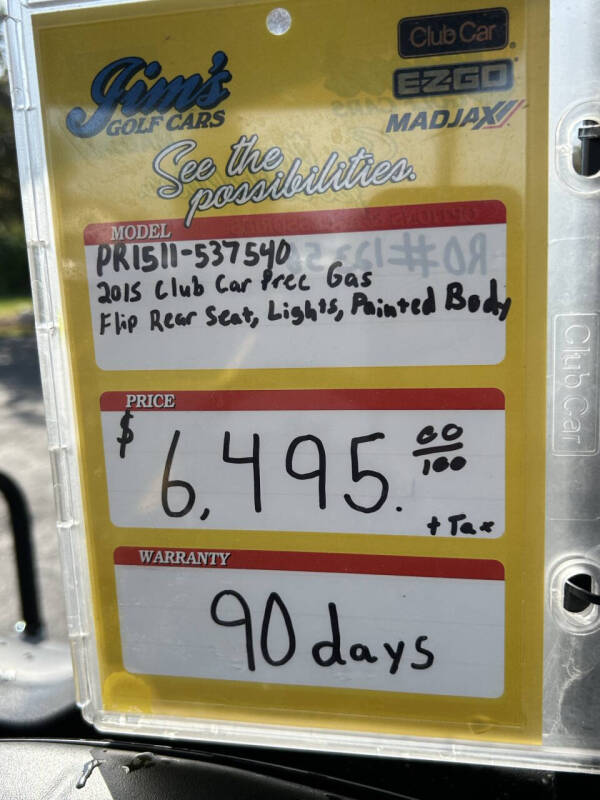 Jim's
GOLF CARS
Club Car
EZGO
MADJAX
See the
possibilities.
MODEL
PR1511-537540
2015 Club Car Prec Gas
Flip Rear Seat, Lights, Painted Body
PRICE
$ 6,495. 00/100
+ Tax
WARRANTY
90 days
Club Car